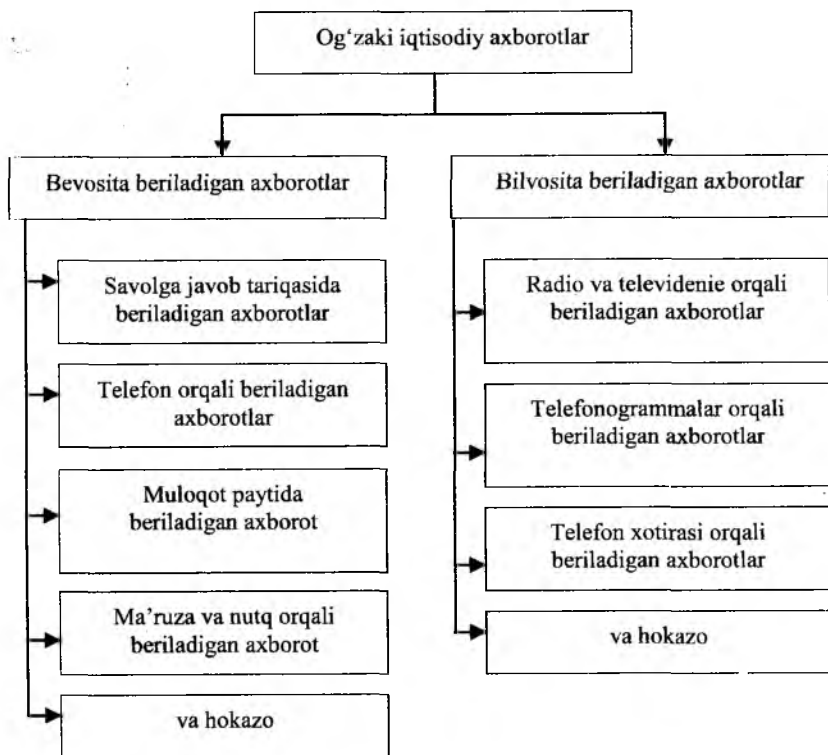 Og‘zaki iqtisodiy axborotlar
Bevosita beriladigan axborotlar
Savolga javob tariqasida
beriladigan axborotlar
Telefon orqali beriladigan
axborotlar
Muloqot paytida
beriladigan axborot
Ma’ruza va nutq orqali
beriladigan axborot
va hokazo
Bilvosita beriladigan axborotlar
Radio va televidenie orqali
beriladigan axborotlar
Telefonogrammalar orqali
beriladigan axborotlar
Telefon xotirasi orqali
beriladigan axborotlar
va hokazo